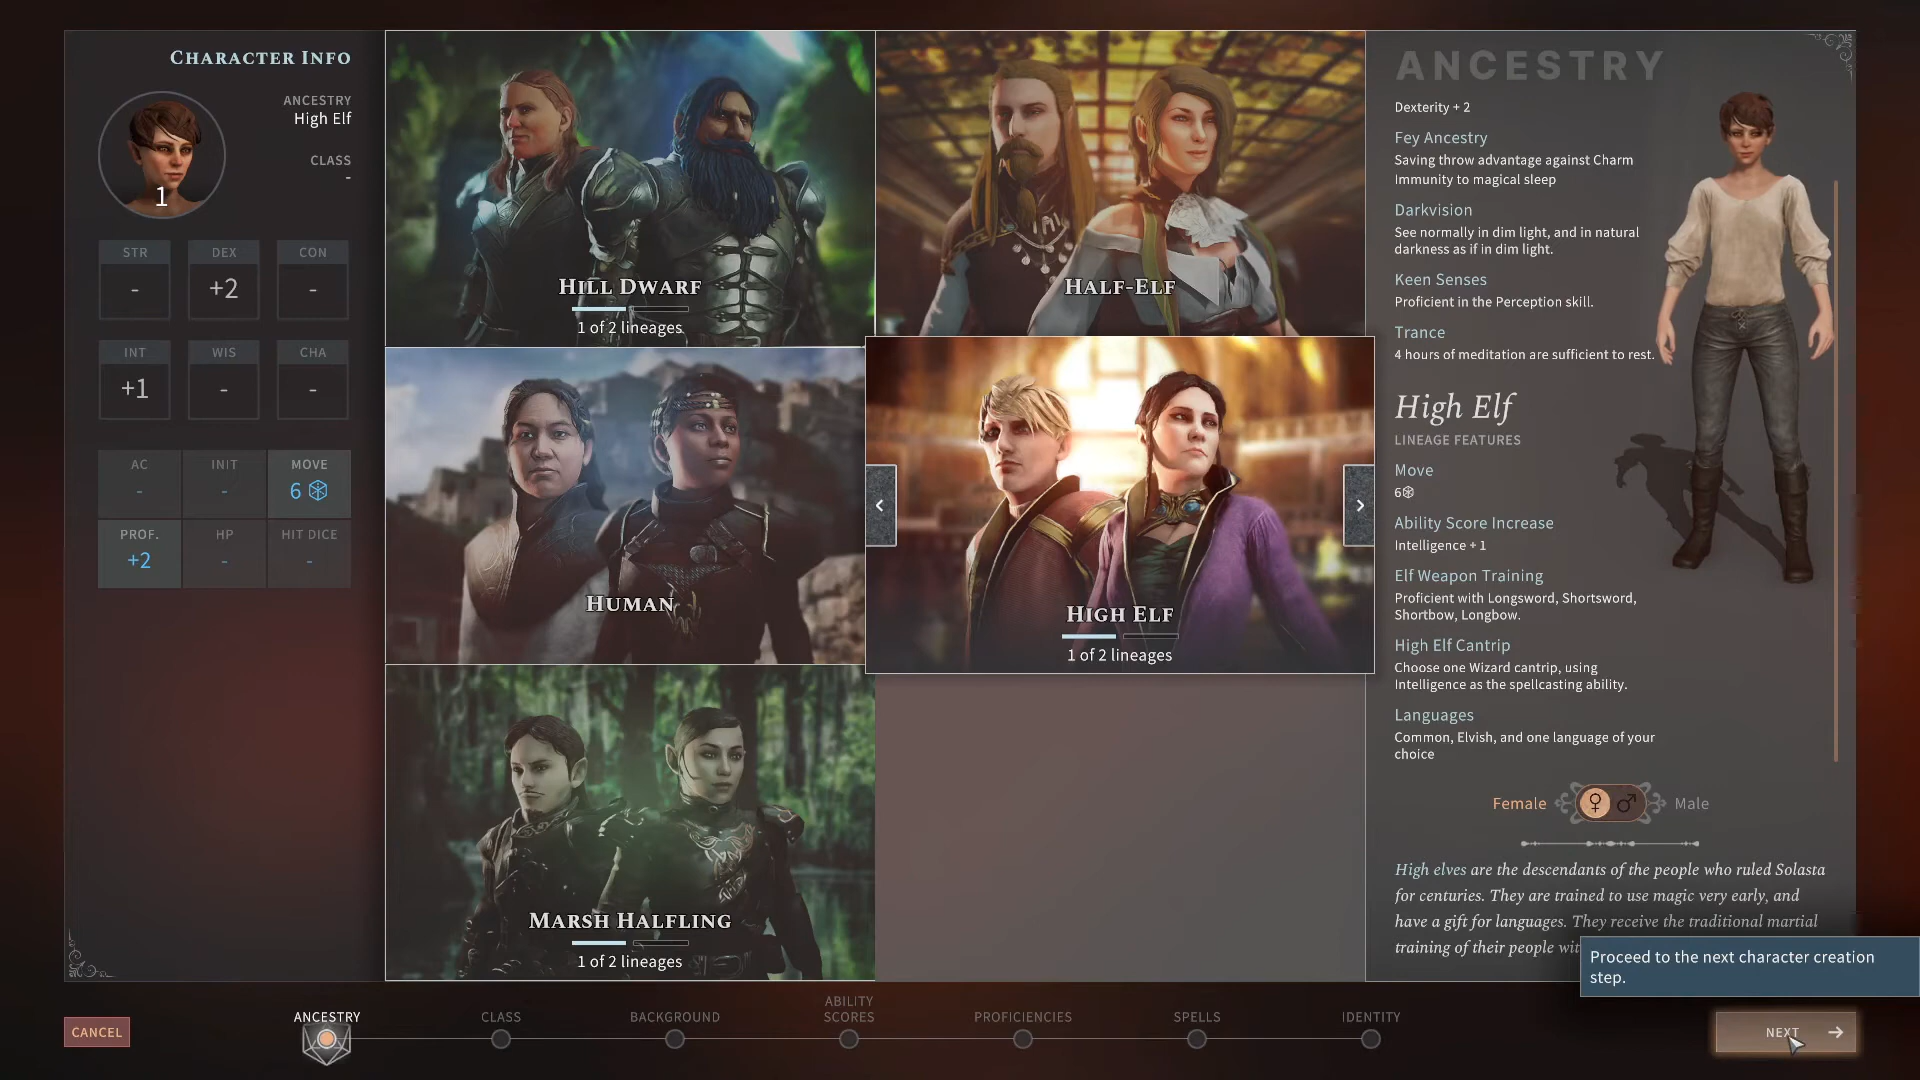 CHARACTER INFO
ANCESTRY
High Elf
CLASS
-
1
STR
DEX
CON
-
+2
-
INT
WIS
CHA
+1
-
-
AC
INIT
MOVE
-
-
6
PROF.
HP
HIT DICE
+2
-
-
HILL DWARF
1 of 2 lineages
HALF-ELF
HUMAN
HIGH ELF
1 of 2 lineages
MARSH HALFLING
1 of 2 lineages
ANCESTRY
Dexterity + 2
Fey Ancestry
Saving throw advantage against Charm
Immunity to magical sleep
Darkvision
See normally in dim light, and in natural
darkness as if in dim light.
Keen Senses
Proficient in the Perception skill.
Trance
4 hours of meditation are sufficient to rest.
High Elf
LINEAGE FEATURES
Move
6
Ability Score Increase
Intelligence + 1
Elf Weapon Training
Proficient with Longsword, Shortsword,
Shortbow, Longbow.
High Elf Cantrip
Choose one Wizard cantrip, using
Intelligence as the spellcasting ability.
Languages
Common, Elvish, and one language of your
choice
Female
Male
High elves are the descendants of the people who ruled Solasta
for centuries. They are trained to use magic very early, and
have a gift for languages. They receive the traditional martial
training of their people
Proceed to the next character creation
step.
CANCEL
ANCESTRY
CLASS
BACKGROUND
ABILITY
SCORES
PROFICIENCIES
SPELLS
IDENTITY
NEXT